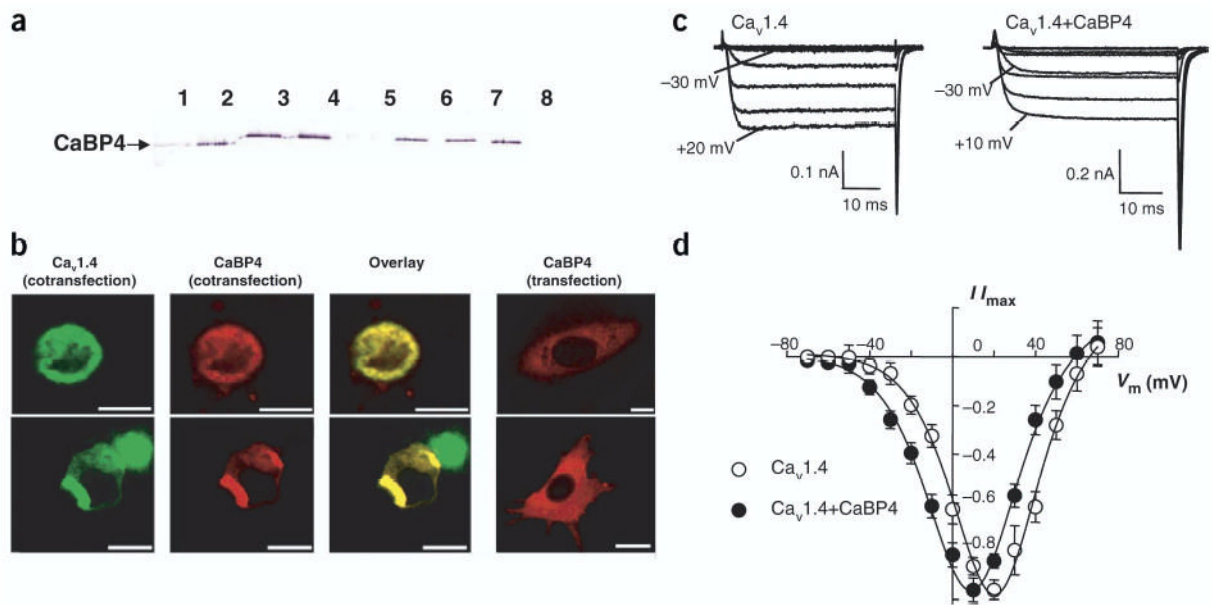 a
1 2 3 4 5 6 7 8
CaBP4
b
Cav1.4
(cotransfection)
CaBP4
(cotransfection)
Overlay
CaBP4
(transfection)
c
Cav1.4
−30 mV
+20 mV
0.1 nA
10 ms
Cav1.4+CaBP4
−30 mV
+10 mV
0.2 nA
10 ms
d
I Imax
−80 −40 0 40 80
Vm (mV)
−0.2
−0.4
−0.6
−0.8
Cav1.4
Cav1.4+CaBP4